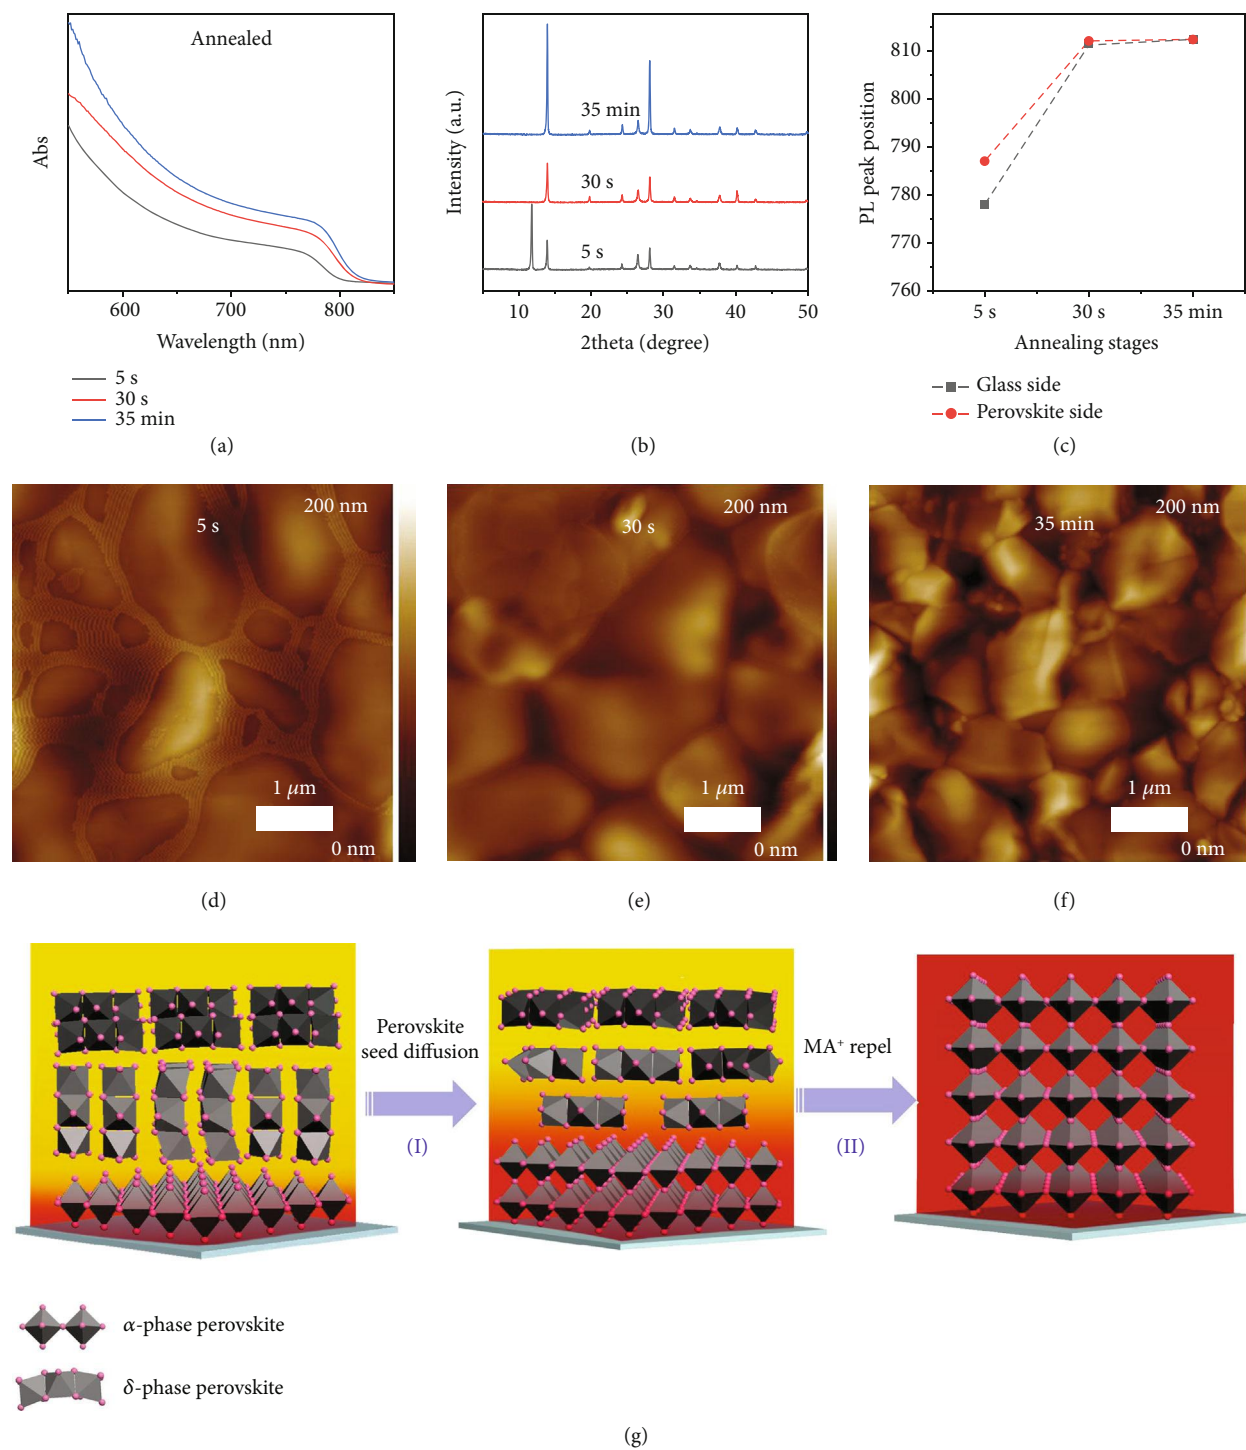 Annealed
Abs
600 700 800
Wavelength (nm)
5 s
30 s
35 min
(a)
35 min
30 s
5 s
Intensity (a.u.)
10 20 30 40 50
2theta (degree)
(b)
810
800
790
780
770
760
PL peak position
5 s 30 s 35 min
Annealing stages
Glass side
Perovskite side
(c)
200 nm
5 s
1 μm
0 nm
(d)
200 nm
30 s
1 μm
0 nm
(e)
35 min 200 nm
1 μm
0 nm
(f)
Perovskite
seed diffusion
(I)
MA⁺ repel
(II)
α-phase perovskite
δ-phase perovskite
(g)